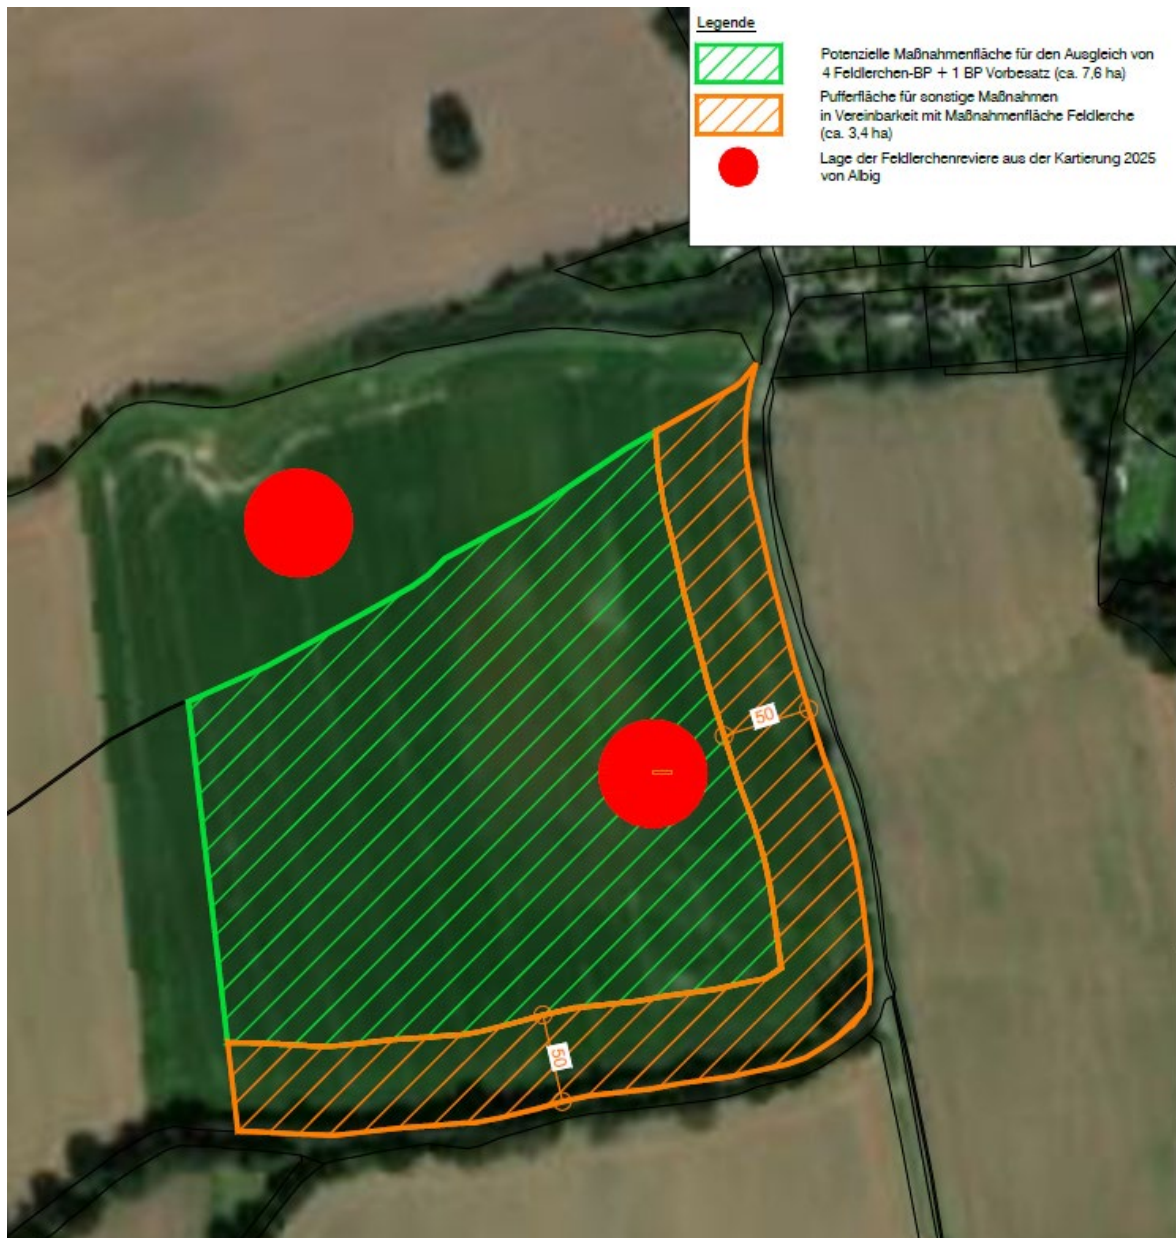 Legende
Potenzielle Maßnahmenfläche für den Ausgleich von
4 Feldlerchen-BP + 1 BP Vorbesatz (ca. 7,6 ha)
Pufferfläche für sonstige Maßnahmen
in Vereinbarkeit mit Maßnahmenfläche Feldlerche
(ca. 3,4 ha)
Lage der Feldlerchenreviere aus der Kartierung 2025
von Albig
50
50